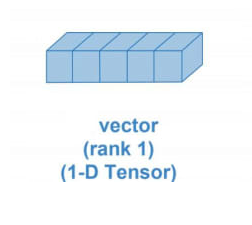 vector
(rank 1)
(1-D Tensor)